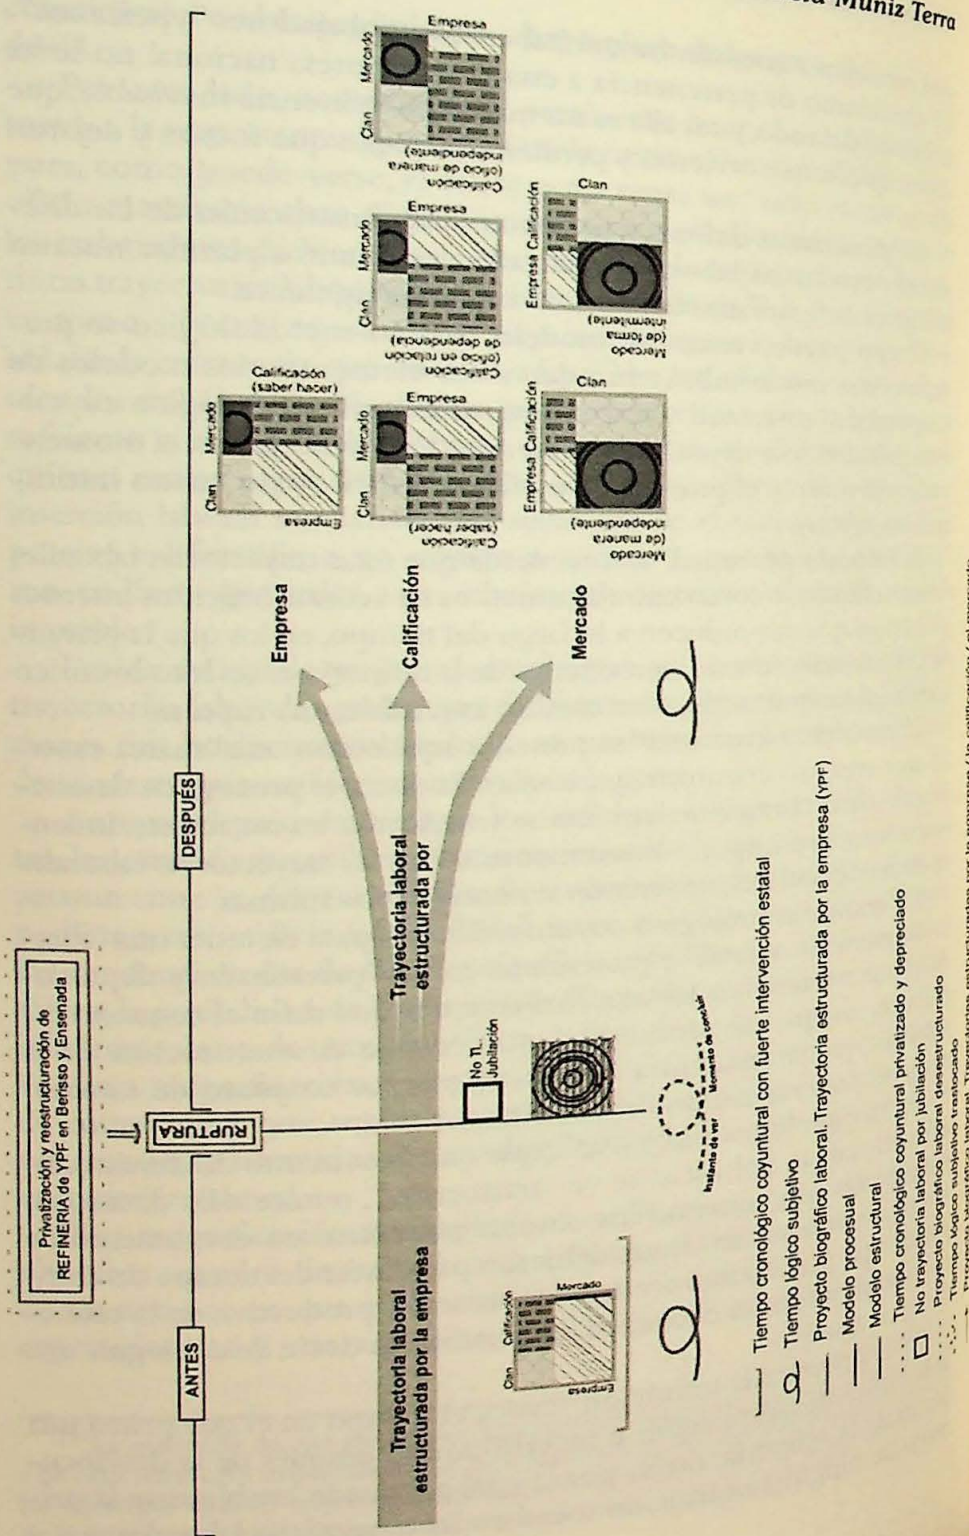 Muñiz Terra
Privatización y reestructuración de
REFINERIA de YPF en Berisso y Ensenada
ANTES
RUPTURA
DESPUÉS
Trayectoria laboral
estructurada por la empresa
Trayectoria laboral
estructurada por
Empresa
Calificación
Mercado
Clan
Calificación
Mercado
Empresa
No
Jubilación
Instante de ver
Momento de concluir
Clan
Mercado
Calificación
(saber hacer)
Empresa
Clan
Mercado
Empresa
Calificación
(saber hacer)
Clan
Mercado
Empresa
Calificación
(oficio en relación
de dependencia)
Clan
Mercado
Empresa
Calificación
(oficio de manera
independiente)
Empresa Calificación
Clan
Mercado
(de manera
independiente)
Empresa Calificación
Clan
Mercado
(de forma
intermitente)
Tiempo cronológico coyuntural con fuerte intervención estatal
Tiempo lógico subjetivo
Proyecto biográfico laboral. Trayectoria estructurada por la empresa (YPF)
Modelo procesual
Modelo estructural
Tiempo cronológico coyuntural privatizado y depreciado
No trayectoria laboral por jubilación
Proyecto biográfico laboral desestructurado
Tiempo lógico subjetivo trastocado